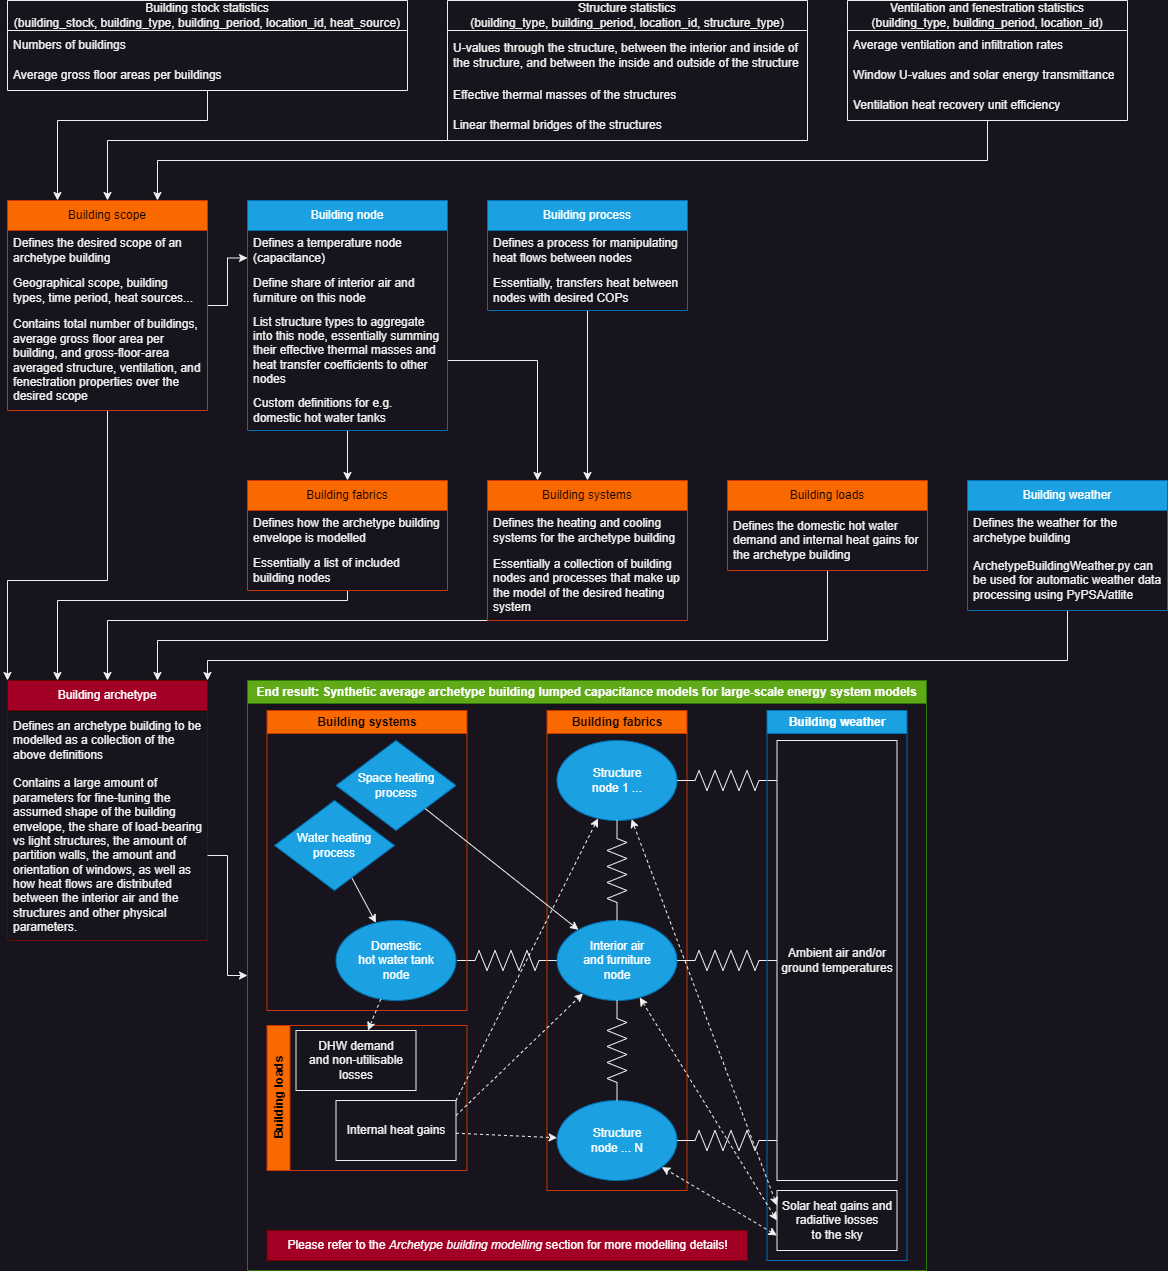 Building stock statistics
(building_stock, building_type, building_period, location_id, heat_source)
Numbers of buildings
Average gross floor areas per buildings
Structure statistics
(building_type, building_period, location_id, structure_type)
U-values through the structure, between the interior and inside of
the structure, and between the inside and outside of the structure
Effective thermal masses of the structures
Linear thermal bridges of the structures
Ventilation and fenestration statistics
(building_type, building_period, location_id)
Average ventilation and infiltration rates
Window U-values and solar energy transmittance
Ventilation heat recovery unit efficiency
Building scope
Defines the desired scope of an
archetype building
Geographical scope, building
types, time period, heat sources...
Contains total number of buildings,
average gross floor area per
building, and gross-floor-area
averaged structure, ventilation, and
fenestration properties over the
desired scope
Building node
Defines a temperature node
(capacitance)
Define share of interior air and
furniture on this node
List structure types to aggregate
into this node, essentially summing
their effective thermal masses and
heat transfer coefficients to other
nodes
Custom definitions for e.g.
domestic hot water tanks
Building process
Defines a process for manipulating
heat flows between nodes
Essentially, transfers heat between
nodes with desired COPs
Building fabrics
Defines how the archetype building
envelope is modelled
Essentially a list of included
building nodes
Building systems
Defines the heating and cooling
systems for the archetype building
Essentially a collection of building
nodes and processes that make up
the model of the desired heating
system
Building loads
Defines the domestic hot water
demand and internal heat gains for
the archetype building
Building weather
Defines the weather for the
archetype building
ArchetypeBuildingWeather.py can
be used for automatic weather data
processing using PyPSA/atlite
Building archetype
Defines an archetype building to be
modelled as a collection of the
above definitions
Contains a large amount of
parameters for fine-tuning the
assumed shape of the building
envelope, the share of load-bearing
vs light structures, the amount of
partition walls, the amount and
orientation of windows, as well as
how heat flows are distributed
between the interior air and the
structures and other physical
parameters.
End result: Synthetic average archetype building lumped capacitance models for large-scale energy system models
Building systems
Space heating
process
Water heating
process
Domestic
hot water tank
node
Building fabrics
Structure
node 1 ...
Interior air
and furniture
node
Structure
node ... N
Building weather
Ambient air and/or
ground temperatures
Solar heat gains and
radiative losses
to the sky
Building loads
DHW demand
and non-utilisable
losses
Internal heat gains
Please refer to the Archetype building modelling section for more modelling details!